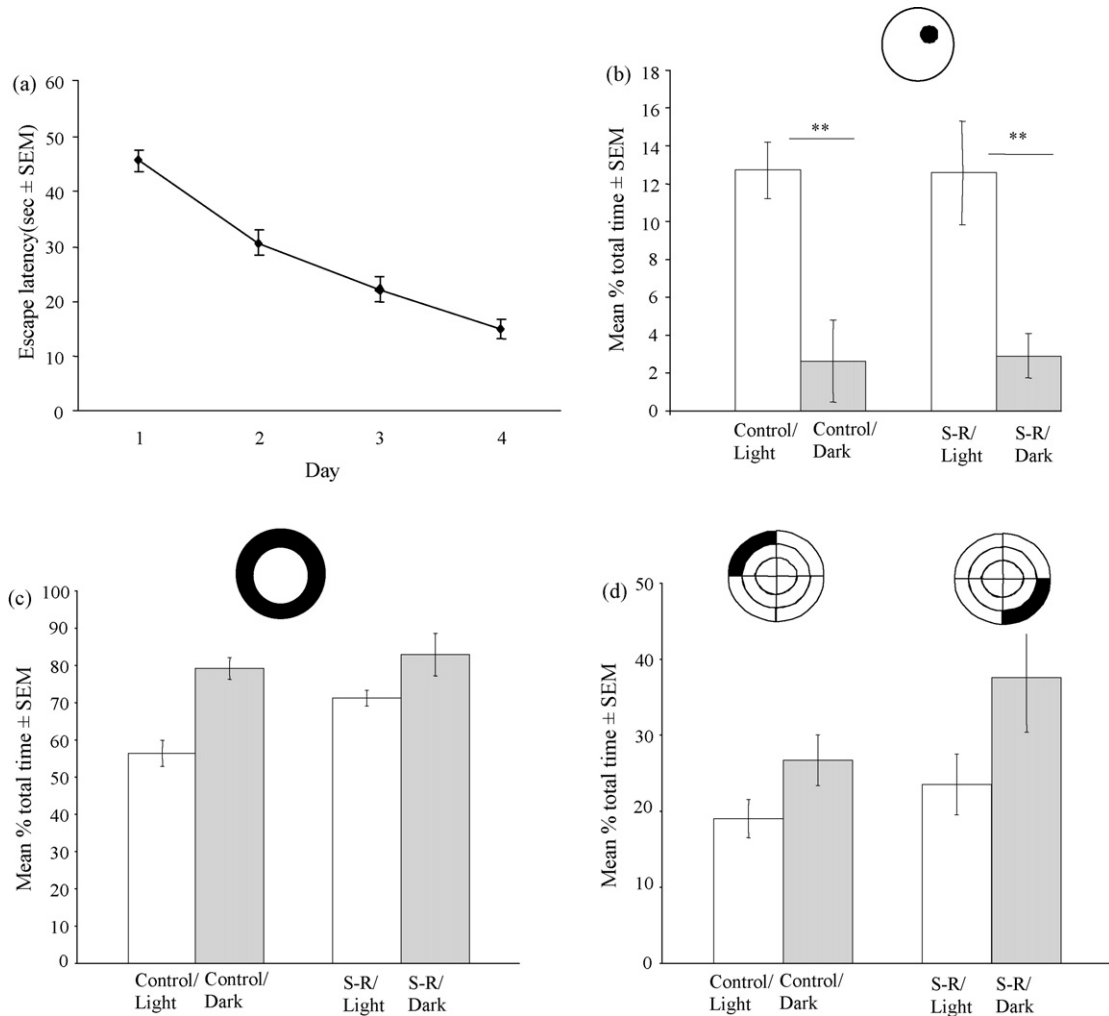 (a)
60
50
40
30
20
10
0
Escape latency(sec ± SEM)
1 2 3 4
Day
(b)
18
16
14
12
10
8
6
4
2
0
Mean % total time ± SEM
** **
Control/
Light
Control/
Dark
S-R/
Light
S-R/
Dark
(c)
100
90
80
70
60
50
40
30
20
10
0
Mean % total time ± SEM
Control/
Light
Control/
Dark
S-R/
Light
S-R/
Dark
(d)
50
40
30
20
10
0
Mean % total time ± SEM
Control/
Light
Control/
Dark
S-R/
Light
S-R/
Dark